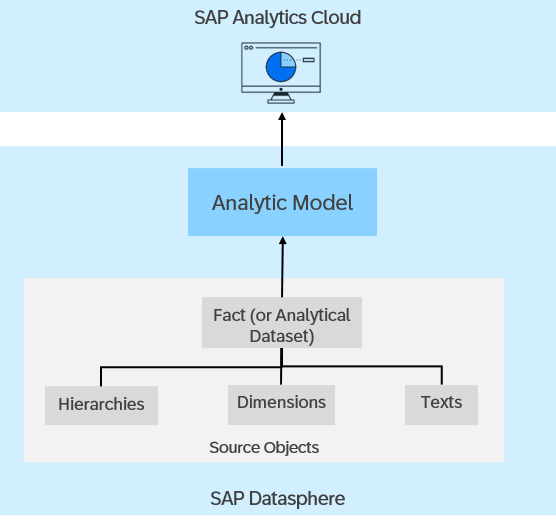 SAP Analytics Cloud
Analytic Model
Fact (or Analytical
Dataset)
Hierarchies
Dimensions
Texts
Source Objects
SAP Datasphere